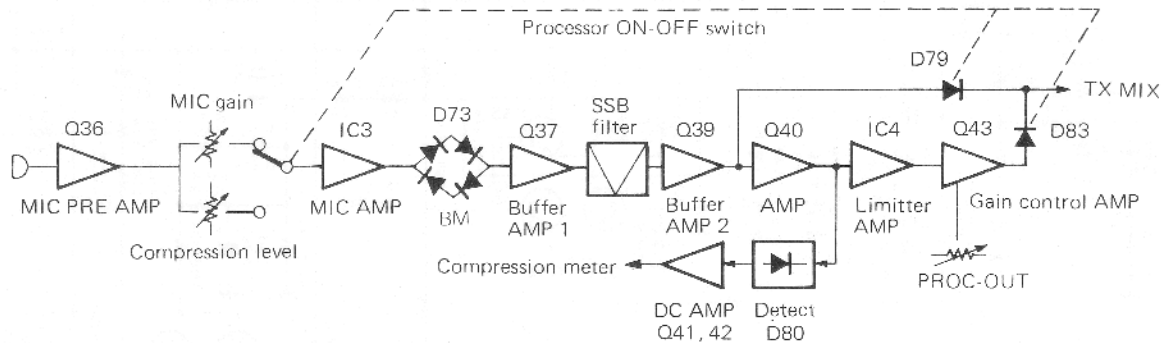 Processor ON-OFF switch
D79
TX MIX
MIC gain
SSB
filter
Q36
IC3
D73
Q37
Q39
Q40
IC4
Q43
D83
MIC PRE AMP
MIC AMP
BM
Buffer
AMP 1
Buffer
AMP 2
AMP
Limitter
AMP
Gain control AMP
Compression level
Compression meter
PROC-OUT
DC AMP
Q41, 42
Detect
D80